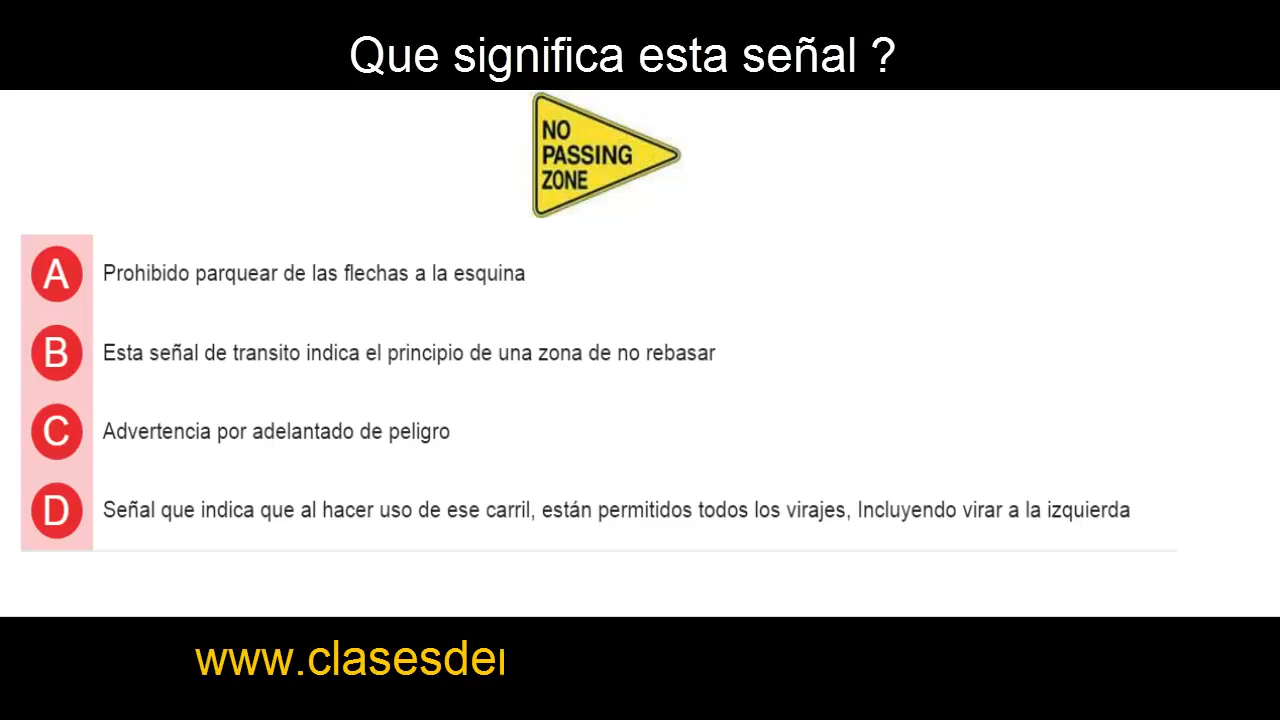 Que significa esta señal ?
NO
PASSING
ZONE
A Prohibido parquear de las flechas a la esquina
B Esta señal de transito indica el principio de una zona de no rebasar
C Advertencia por adelantado de peligro
D Señal que indica que al hacer uso de ese carril, están permitidos todos los virajes, Incluyendo virar a la izquierda